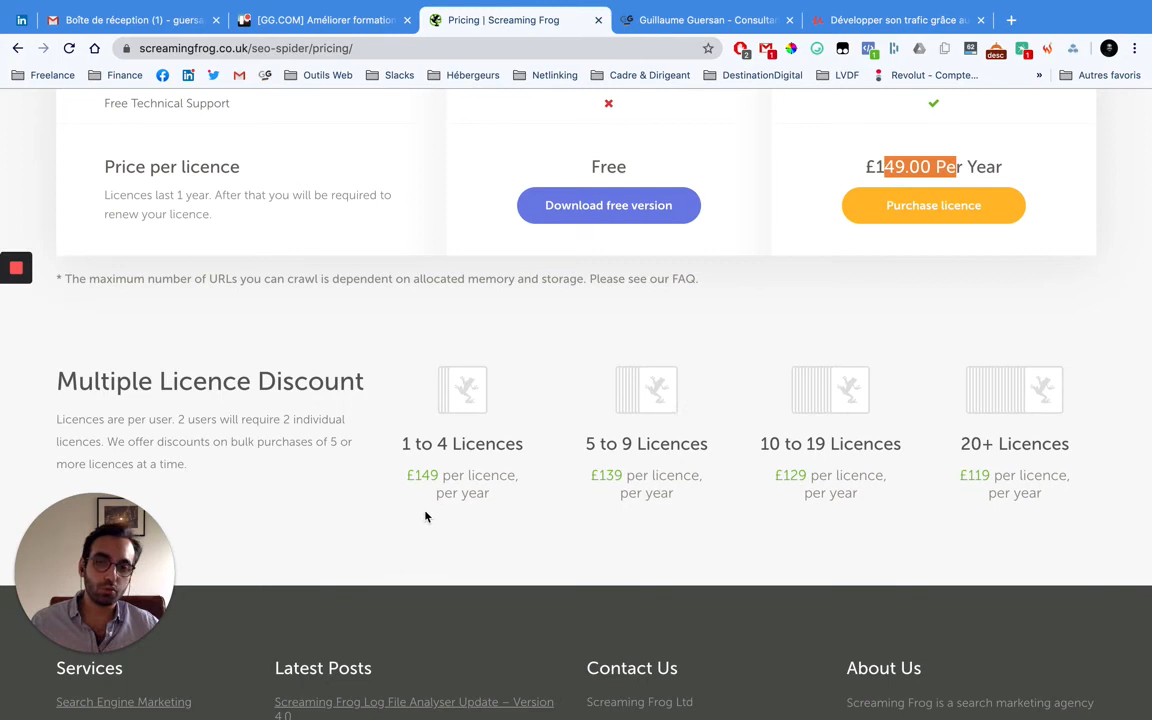 Boîte de réception (1) - guersa
[GG.COM] Améliorer formation
Pricing | Screaming Frog
Guillaume Guersan - Consultan
Développer son trafic grâce au
screamingfrog.co.uk/seo-spider/pricing/
2
1
1
62
desc
1
Freelance
Finance
Outils Web
Slacks
Hébergeurs
Netlinking
Cadre & Dirigeant
DestinationDigital
LVDF
Revolut - Compte...
»
Autres favoris
Free Technical Support
Price per licence
Free
£149.00 Per Year
Licences last 1 year. After that you will be required to
renew your licence.
Download free version
Purchase licence
* The maximum number of URLs you can crawl is dependent on allocated memory and storage. Please see our FAQ.
Multiple Licence Discount
Licences are per user. 2 users will require 2 individual
licences. We offer discounts on bulk purchases of 5 or
more licences at a time.
1 to 4 Licences
£149 per licence,
per year
5 to 9 Licences
£139 per licence,
per year
10 to 19 Licences
£129 per licence,
per year
20+ Licences
£119 per licence,
per year
Services
Search Engine Marketing
Latest Posts
Screaming Frog Log File Analyser Update – Version
4.0
Contact Us
Screaming Frog Ltd
About Us
Screaming Frog is a search marketing agency